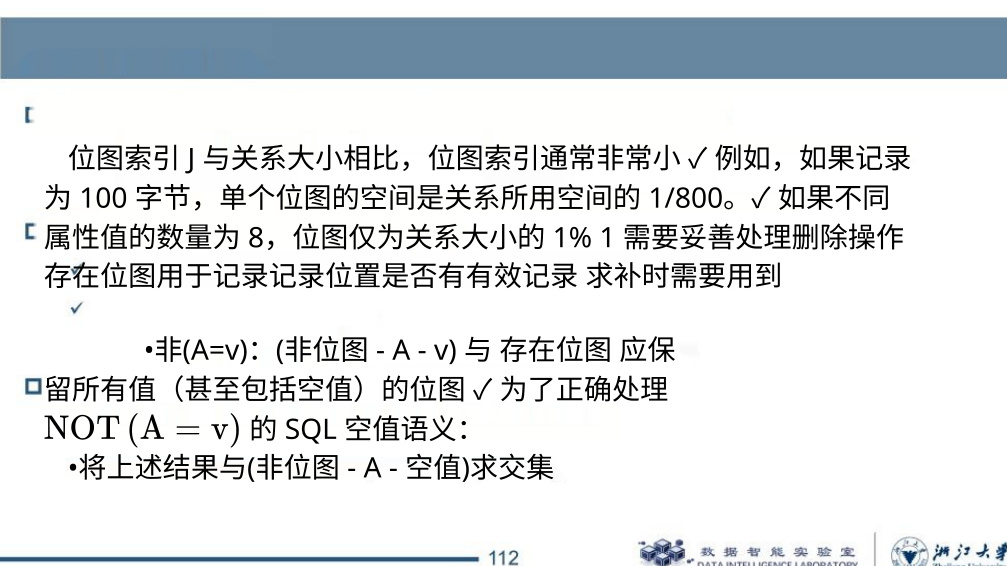 位图索引 J 与关系大小相比，位图索引通常非常小 ✓ 例如，如果记录
为 100 字节，单个位图的空间是关系所用空间的 1/800。✓ 如果不同
属性值的数量为 8，位图仅为关系大小的 1% 1 需要妥善处理删除操作
存在位图用于记录记录位置是否有有效记录 求补时需要用到
•非(A=v)：(非位图 - A - v) 与 存在位图 应保
留所有值（甚至包括空值）的位图 ✓ 为了正确处理
NOT (A = v) 的 SQL 空值语义：
•将上述结果与(非位图 - A - 空值)求交集
112
数据智能实验室
DATA INTELLIGENCE LABORATORY
浙江大学